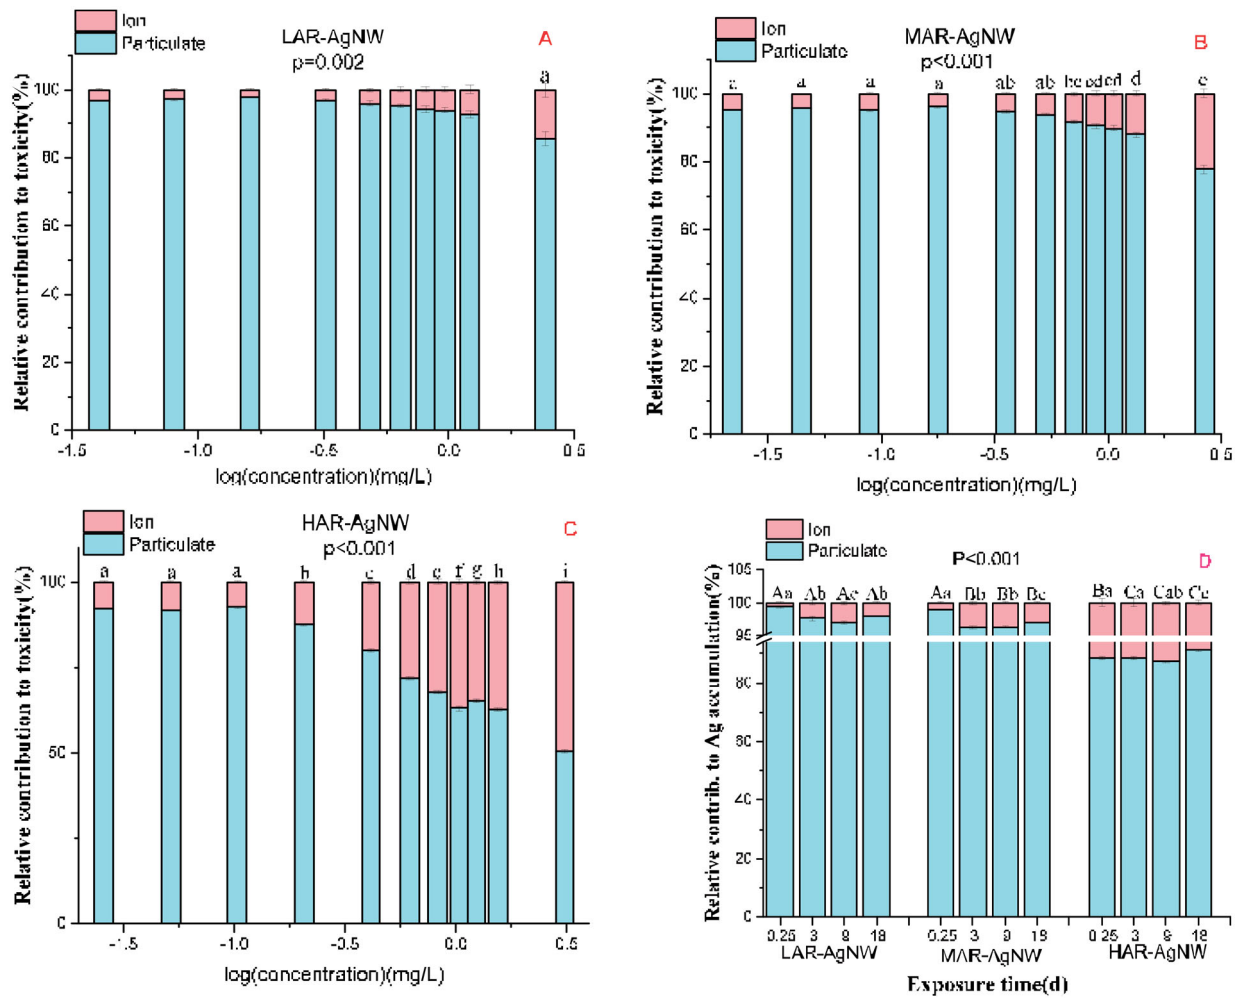 Ion
Particulate
LAR-AgNW
p=0.002
A
a
Relative contribution to toxicity(%)
100
80
60
40
20
0
-1.5
-1.0
-0.5
0.0
0.5
log(concentration)(mg/L)
Ion
Particulate
MAR-AgNW
p<0.001
B
a a a a ab ab bc cd cd d e
Relative contribution to toxicity(%)
100
80
60
40
20
0
-1.5
-1.0
-0.5
0.0
0.5
log(concentration)(mg/L)
Ion
Particulate
HAR-AgNW
p<0.001
C
a a a b c d e f g h i
Relative contribution to toxicity(%)
100
50
0
-1.5
-1.0
-0.5
0.0
0.5
log(concentration)(mg/L)
Ion
Particulate
P<0.001
D
Aa Ab Ac Ab Aa Bb Bb Bc Ba Ca Cab Cc
Relative contrib. to Ag accumulation(%)
105
100
95
80
60
40
20
0
0.25 3 9 18 0.25 3 9 18 0.25 3 9 18
LAR-AgNW MAR-AgNW HAR-AgNW
Exposure time(d)